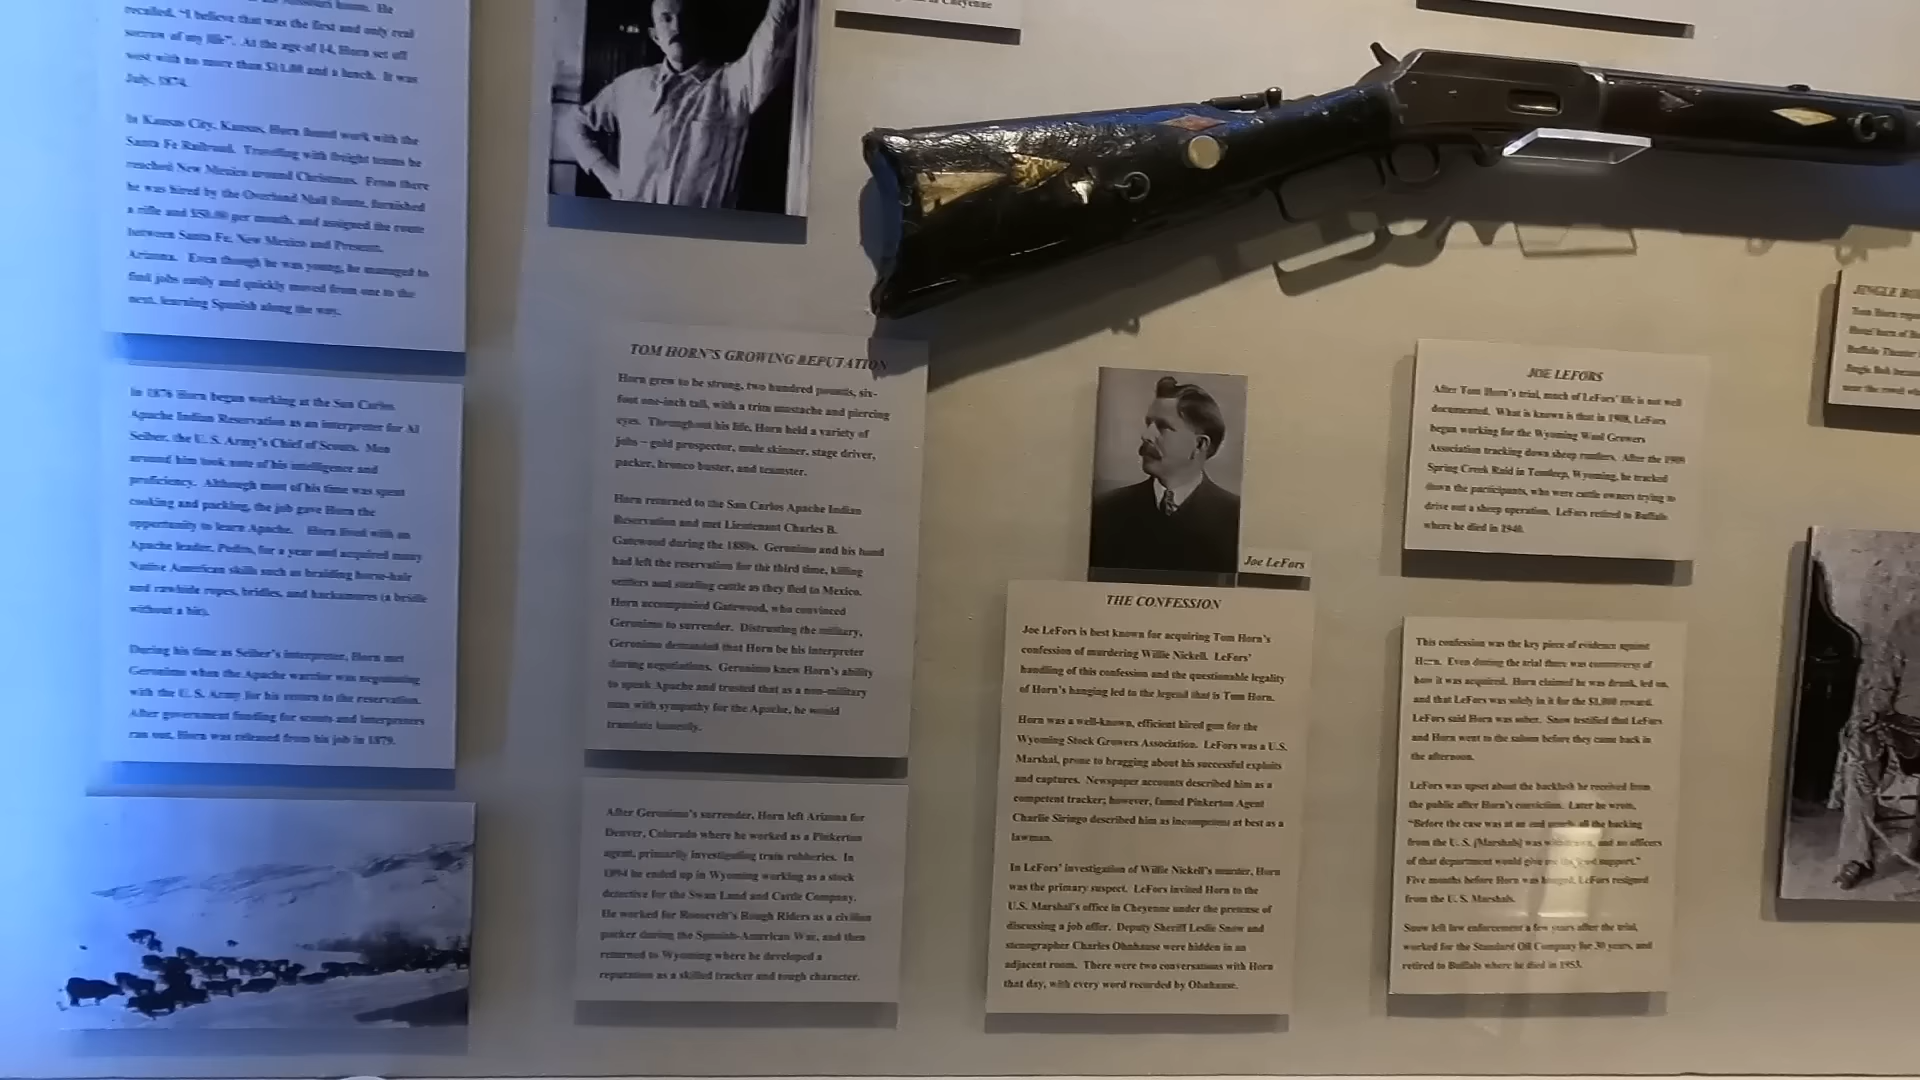 recalled, "I believe that was the first and only real
sorrow of my life". At the age of 14, Horn set off
west with no more than $11.00 and a lunch. It was
July, 1874.
In Kansas City, Kansas, Horn found work with the
Santa Fe Railroad. Travelling with freight teams he
reached New Mexico around Christmas. From there
he was hired by the Overland Mail Route, furnished
a rifle and $50.00 per month, and assigned the route
between Santa Fe, New Mexico and Prescott,
Arizona. Even though he was young, he managed to
find jobs easily and quickly moved from one to the
next, learning Spanish along the way.
In 1876 Horn began working at the San Carlos
Apache Indian Reservation as an interpreter for Al
Seiber, the U. S. Army's Chief of Scouts. Men
around him took note of his intelligence and
proficiency. Although most of his time was spent
cooking and packing, the job gave Horn the
opportunity to learn Apache. Horn lived with an
Apache leader, Pedro, for a year and acquired many
Native American skills such as braiding horse-hair
and rawhide ropes, bridles, and hackamores (a bridle
without a bit).
During his time as Seiber's interpreter, Horn met
Geronimo when the Apache warrior was negotiating
with the U. S. Army for his return to the reservation.
After government funding for scouts and interpreters
ran out, Horn was released from his job in 1879.
Cheyenne
TOM HORN'S GROWING REPUTATION
Horn grew to be strong, two hundred pounds, six-
foot one-inch tall, with a trim mustache and piercing
eyes. Throughout his life, Horn held a variety of
jobs – gold prospector, mule skinner, stage driver,
packer, bronco buster, and teamster.
Horn returned to the San Carlos Apache Indian
Reservation and met Lieutenant Charles B.
Gatewood during the 1880s. Geronimo and his band
had left the reservation for the third time, killing
settlers and stealing cattle as they fled to Mexico.
Horn accompanied Gatewood, who convinced
Geronimo to surrender. Distrusting the military,
Geronimo demanded that Horn be his interpreter
during negotiations. Geronimo knew Horn's ability
to speak Apache and trusted that as a non-military
man with sympathy for the Apache, he would
translate honestly.
After Geronimo's surrender, Horn left Arizona for
Denver, Colorado where he worked as a Pinkerton
agent, primarily investigating train robberies. In
1894 he ended up in Wyoming working as a stock
detective for the Swan Land and Cattle Company.
He worked for Roosevelt's Rough Riders as a civilian
packer during the Spanish-American War, and then
returned to Wyoming where he developed a
reputation as a skilled tracker and tough character.
Joe LeFors
THE CONFESSION
Joe LeFors is best known for acquiring Tom Horn's
confession of murdering Willie Nickell. LeFors'
handling of this confession and the questionable legality
of Horn's hanging led to the legend that is Tom Horn.
Horn was a well-known, efficient hired gun for the
Wyoming Stock Growers Association. LeFors was a U.S.
Marshal, prone to bragging about his successful exploits
and captures. Newspaper accounts described him as a
competent tracker; however, famed Pinkerton Agent
Charlie Siringo described him as incompetent at best as a
lawman.
In LeFors' investigation of Willie Nickell's murder, Horn
was the primary suspect. LeFors invited Horn to the
U.S. Marshal's office in Cheyenne under the pretense of
discussing a job offer. Deputy Sheriff Leslie Snow and
stenographer Charles Ohnhause were hidden in an
adjacent room. There were two conversations with Horn
that day, with every word recorded by Ohnhause.
JOE LEFORS
After Tom Horn's trial, much of LeFors' life is not well
documented. What is known is that in 1908, LeFors
began working for the Wyoming Wool Growers
Association tracking down sheep rustlers. After the 1909
Spring Creek Raid in Tensleep, Wyoming, he tracked
down the participants, who were cattle owners trying to
drive out a sheep operation. LeFors retired to Buffalo
where he died in 1940.
This confession was the key piece of evidence against
Horn. Even during the trial there was controversy of
how it was acquired. Horn claimed he was drunk, led on,
and that LeFors was solely in it for the $1,000 reward.
LeFors said Horn was sober. Snow testified that LeFors
and Horn went to the saloon before they came back in
the afternoon.
LeFors was upset about the backlash he received from
the public after Horn's conviction. Later he wrote,
"Before the case was at an end nearly all the backing
from the U. S. [Marshals] was withdrawn, and no officers
of that department would give me support."
Five months before Horn was hanged, LeFors resigned
from the U. S. Marshals.
Snow left law enforcement a few years after the trial,
worked for the Standard Oil Company for 30 years, and
retired to Buffalo where he died in 1953.
JINGLE
Tom Horn
Buffalo Theater